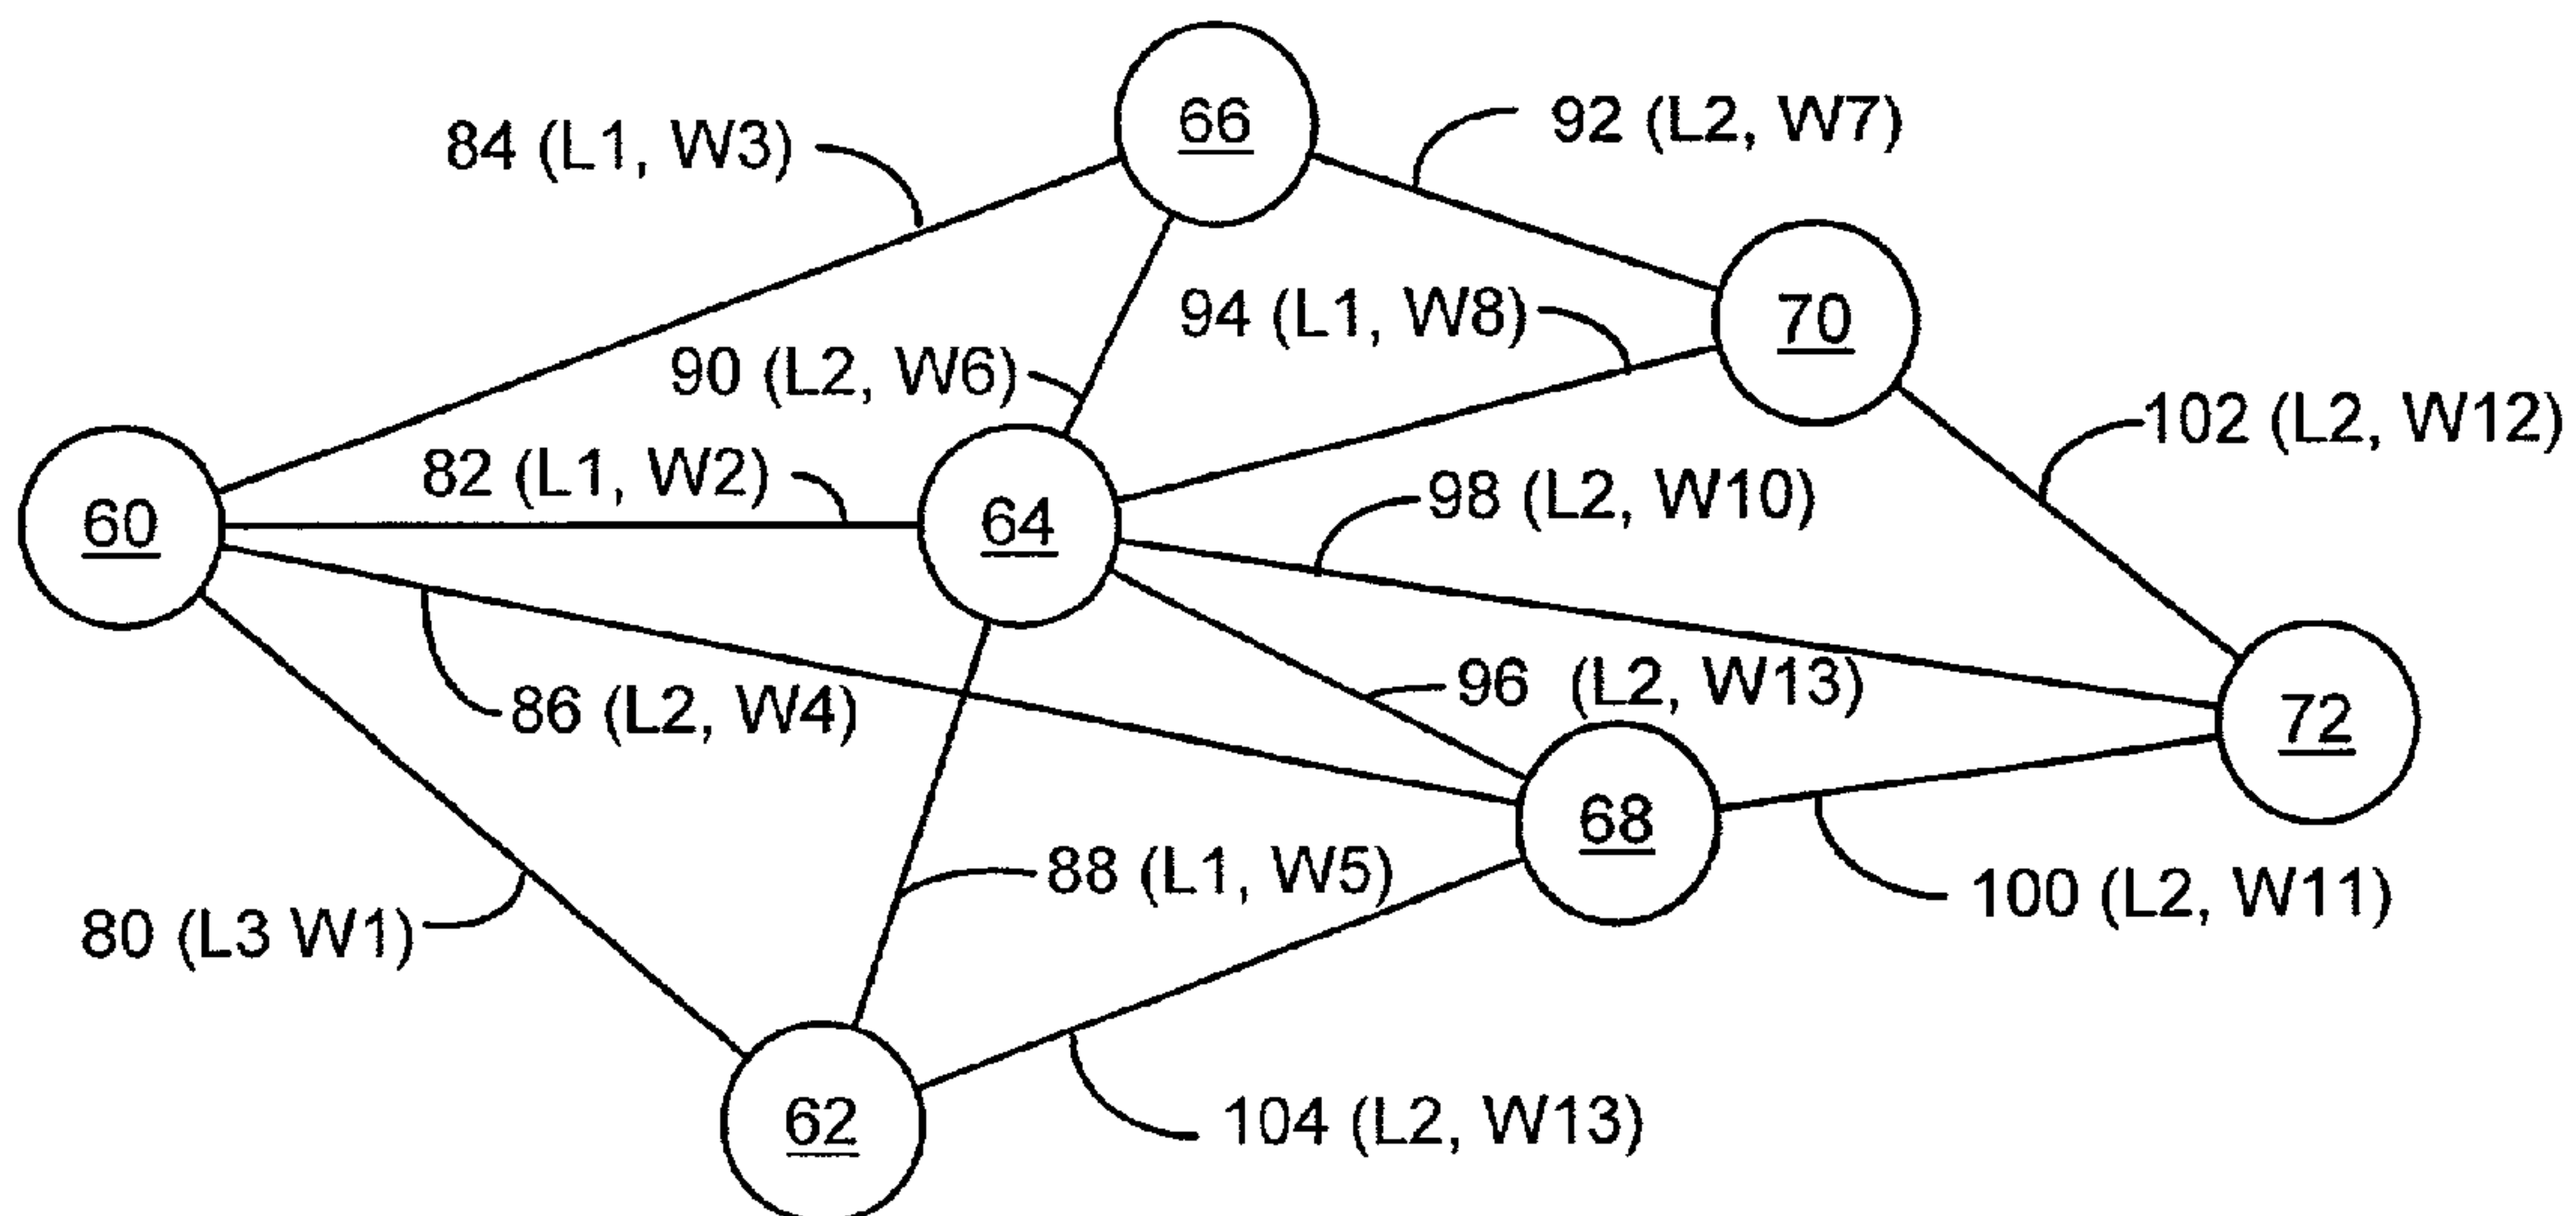 66
92 (L2, W7)
84 (L1, W3)
94 (L1, W8)
70
90 (L2, W6)
102 (L2, W12)
82 (L1, W2)
98 (L2, W10)
60
64
96 (L2, W13)
86 (L2, W4)
72
68
88 (L1, W5)
100 (L2, W11)
80 (L3 W1)
62
104 (L2, W13)